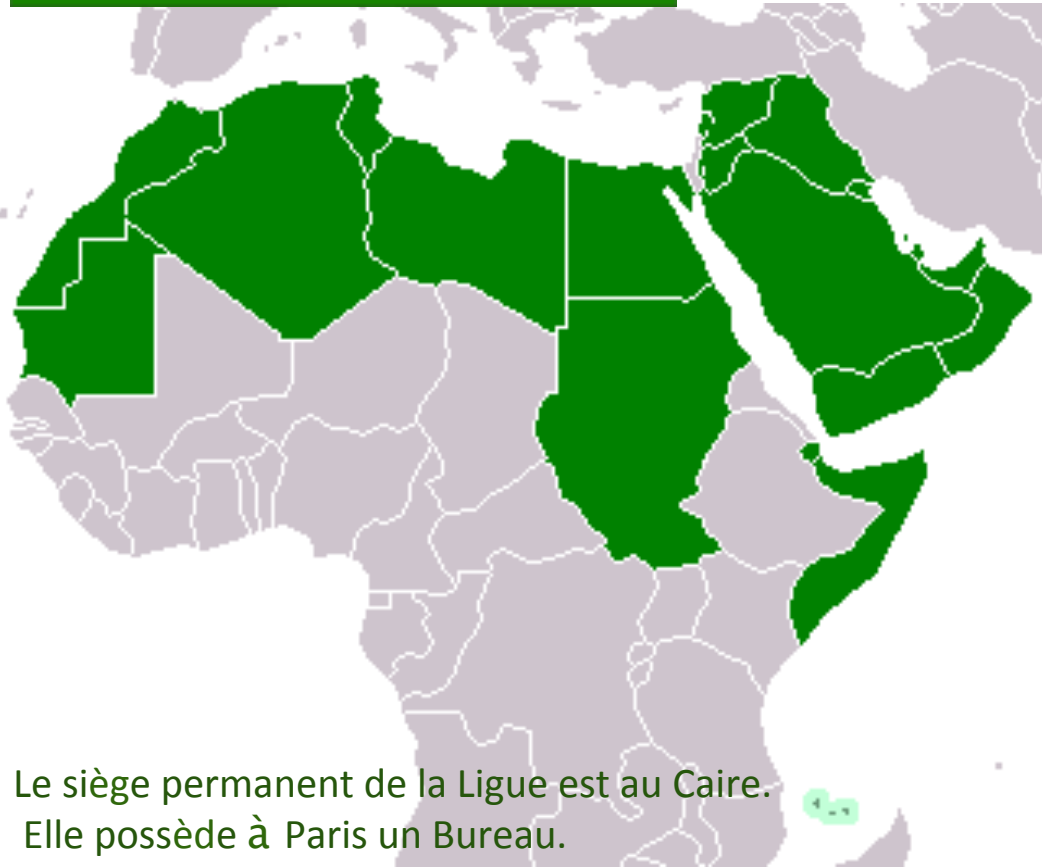 Le siège permanent de la Ligue est au Caire.
Elle possède à Paris un Bureau.